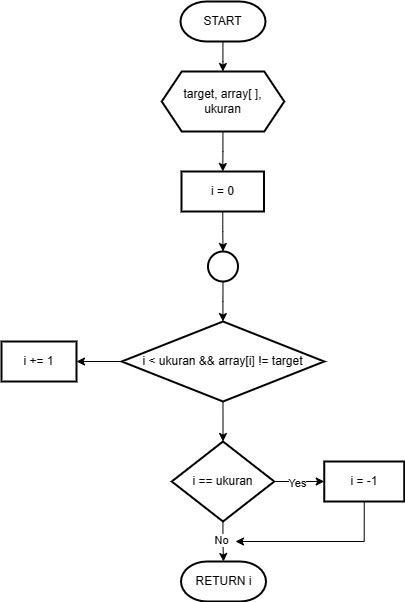 START
target, array[ ],
ukuran
i = 0
i < ukuran && array[i] != target
i += 1
i == ukuran
Yes
i = -1
No
RETURN i